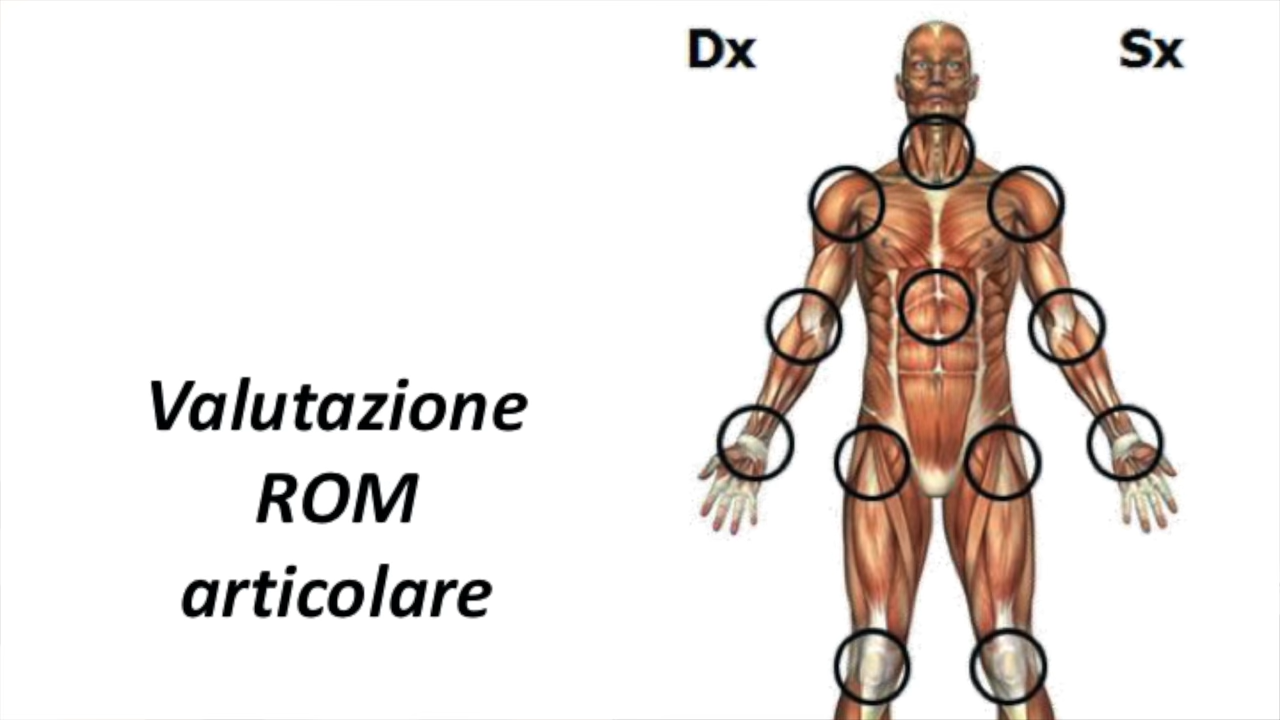 Dx
Sx
Valutazione
ROM
articolare